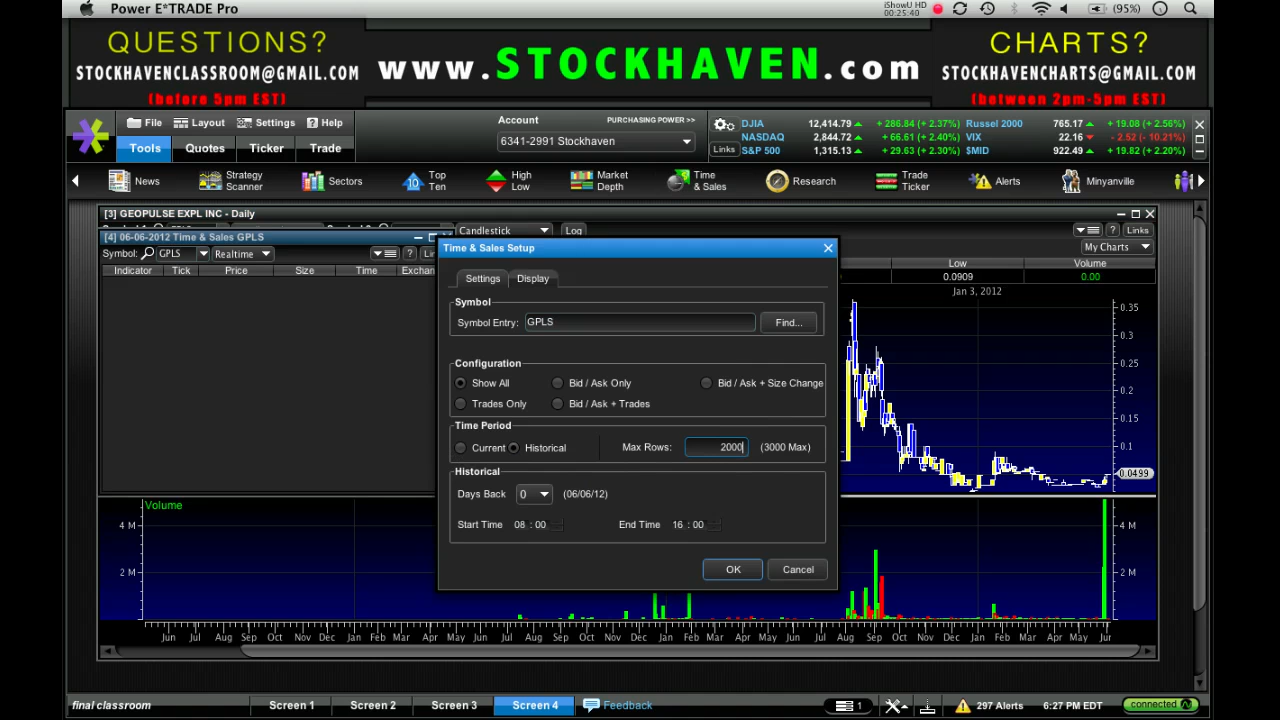 Power E*TRADE Pro
iShowU HD
00:25:40
(95%)
QUESTIONS?
STOCKHAVENCLASSROOM@GMAIL.COM
(before 5pm EST)
www.STOCKHAVEN.com
CHARTS?
STOCKHAVENCHARTS@GMAIL.COM
(between 2pm-5pm EST)
File Layout Settings Help
Tools Quotes Ticker Trade
Account PURCHASING POWER >>
6341-2991 Stockhaven
Links
DJIA 12,414.79 + 286.84 (+ 2.37%) Russel 2000 765.17 + 19.08 (+ 2.56%)
NASDAQ 2,844.72 + 66.61 (+ 2.40%) VIX 22.16 - 2.52 (- 10.21%)
S&P 500 1,315.13 + 29.63 (+ 2.30%) $MID 922.49 + 19.82 (+ 2.20%)
News
Strategy Scanner
Sectors
Top Ten
10
High Low
Market Depth
Time & Sales
Research
Trade Ticker
Alerts
Minyanville
[3] GEOPULSE EXPL INC - Daily
Candlestick Log
? Links
My Charts
[4] 06-06-2012 Time & Sales GPLS
Symbol: GPLS Realtime ?
Indicator Tick Price Size Time Exchan
Low Volume
0.0909 0.00
Jan 3, 2012
Time & Sales Setup
Settings Display
Symbol
Symbol Entry: GPLS Find...
Configuration
Show All Bid / Ask Only Bid / Ask + Size Change
Trades Only Bid / Ask + Trades
Time Period
Current Historical Max Rows: 2000 (3000 Max)
Historical
Days Back 0 (06/06/12)
Start Time 08 : 00 End Time 16 : 00
OK Cancel
0.35
0.3
0.25
0.2
0.15
0.1
0.0499
Volume
4 M 4 M
2 M 2 M
Jun Jul Aug Sep Oct Nov Dec Jan Feb Mar Apr May Jun Jul Aug Sep Oct Nov Dec Jan Feb Mar Apr May Jun Jul Aug Sep Oct Nov Dec Jan Feb Mar Apr May Jur
final classroom Screen 1 Screen 2 Screen 3 Screen 4 Feedback 1 297 Alerts 6:27 PM EDT connected